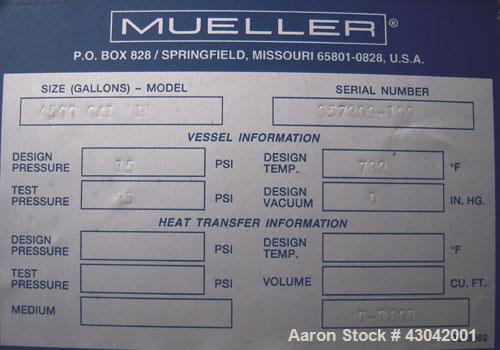 MUELLER®
P.O. BOX 828 / SPRINGFIELD, MISSOURI 65801-0828, U.S.A.
SIZE (GALLONS) – MODEL SERIAL NUMBER
VESSEL INFORMATION
DESIGN PRESSURE 15 PSI DESIGN TEMP. °F
TEST PRESSURE PSI DESIGN VACUUM 0 IN. HG.
HEAT TRANSFER INFORMATION
DESIGN PRESSURE PSI DESIGN TEMP. °F
TEST PRESSURE PSI VOLUME CU. FT.
MEDIUM
Aaron Stock # 43042001